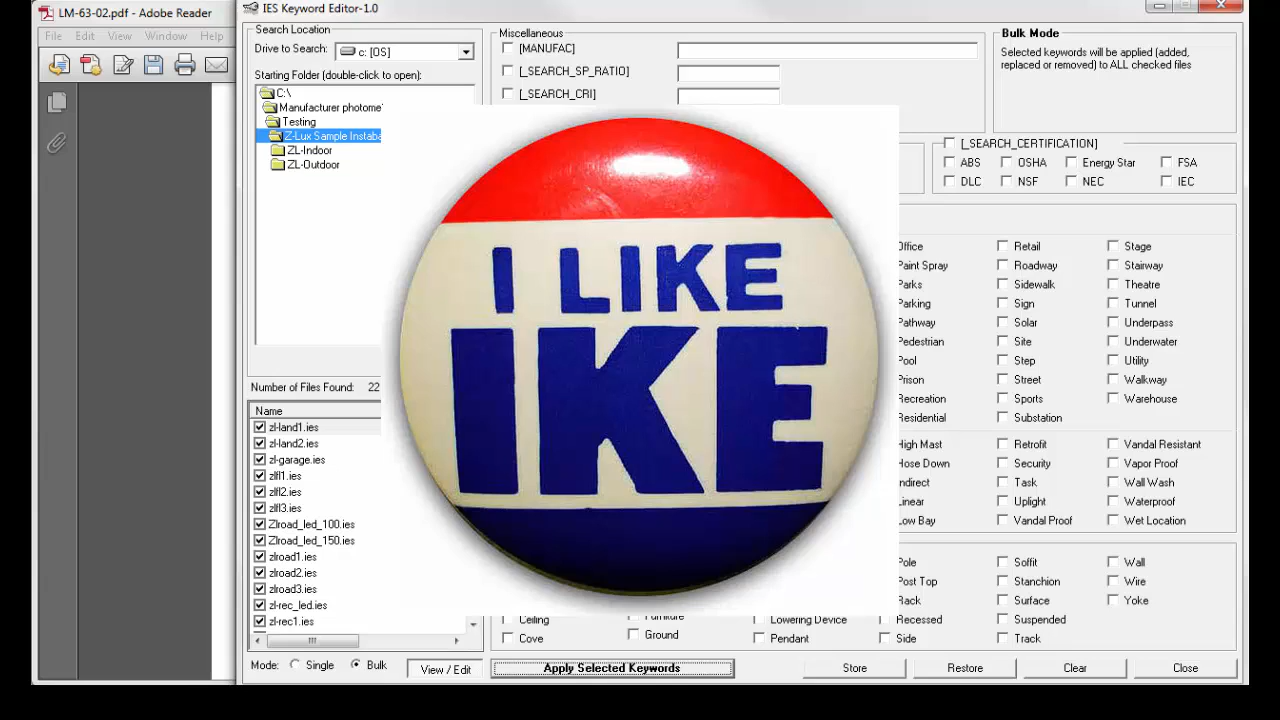 LM-63-02.pdf - Adobe Reader
File Edit View Window Help
IES Keyword Editor-1.0
Search Location
Drive to Search:
c: [OS]
Starting Folder (double-click to open):
C:\
Manufacturer photome
Testing
Z-Lux Sample Instaba
ZL-Indoor
ZL-Outdoor
Number of Files Found: 22
Name
zl-land1.ies
zl-land2.ies
zl-garage.ies
zlfl1.ies
zlfl2.ies
zlfl3.ies
Zlroad_led_100.ies
Zlroad_led_150.ies
zlroad1.ies
zlroad2.ies
zlroad3.ies
zl-rec_led.ies
zl-rec1.ies
Mode: Single Bulk View / Edit
Miscellaneous
[MANUFAC]
[_SEARCH_SP_RATIO]
[_SEARCH_CRI]
Bulk Mode
Selected keywords will be applied (added,
replaced or removed) to ALL checked files
[_SEARCH_CERTIFICATION]
ABS OSHA Energy Star FSA
DLC NSF NEC IEC
I LIKE
IKE
Office Retail Stage
Paint Spray Roadway Stairway
Parks Sidewalk Theatre
Parking Sign Tunnel
Pathway Solar Underpass
Pedestrian Site Underwater
Pool Step Utility
Prison Street Walkway
Recreation Sports Warehouse
Residential Substation
High Mast Retrofit Vandal Resistant
Hose Down Security Vapor Proof
Indirect Task Wall Wash
Linear Uplight Waterproof
Low Bay Vandal Proof Wet Location
Pole Soffit Wall
Post Top Stanchion Wire
Rack Surface Yoke
Ceiling Furniture Lowering Device Recessed Suspended
Cove Ground Pendant Side Track
Apply Selected Keywords Store Restore Clear Close